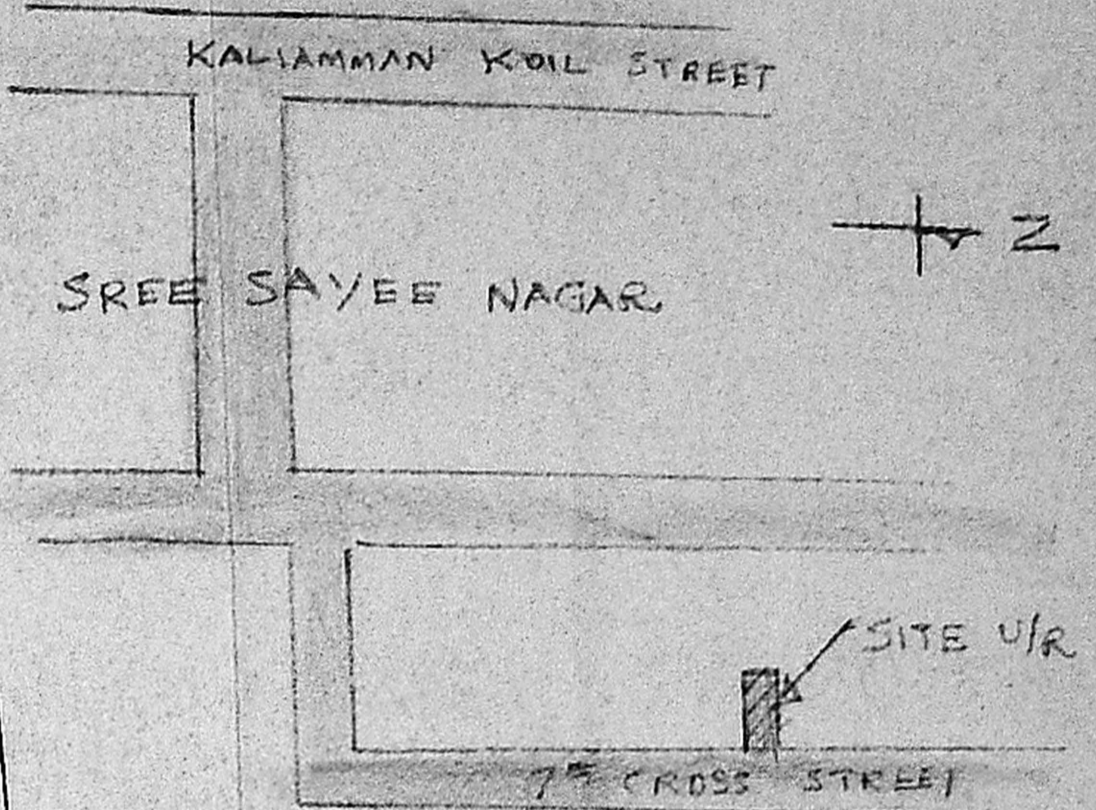 KALIAMMAN KOIL STREET
N
SREE SAYEE NAGAR
SITE U/R
7TH CROSS STREET